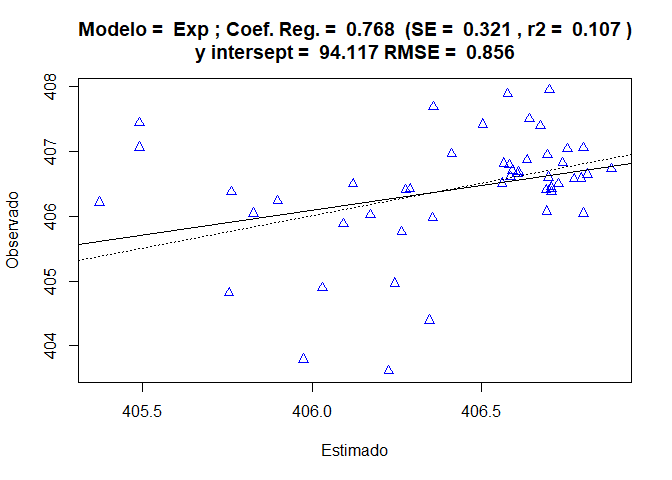 Modelo = Exp ; Coef. Reg. = 0.768 (SE = 0.321 , r2 = 0.107 )
y intersept = 94.117 RMSE = 0.856
408
407
406
405
404
Observado
405.5 406.0 406.5
Estimado